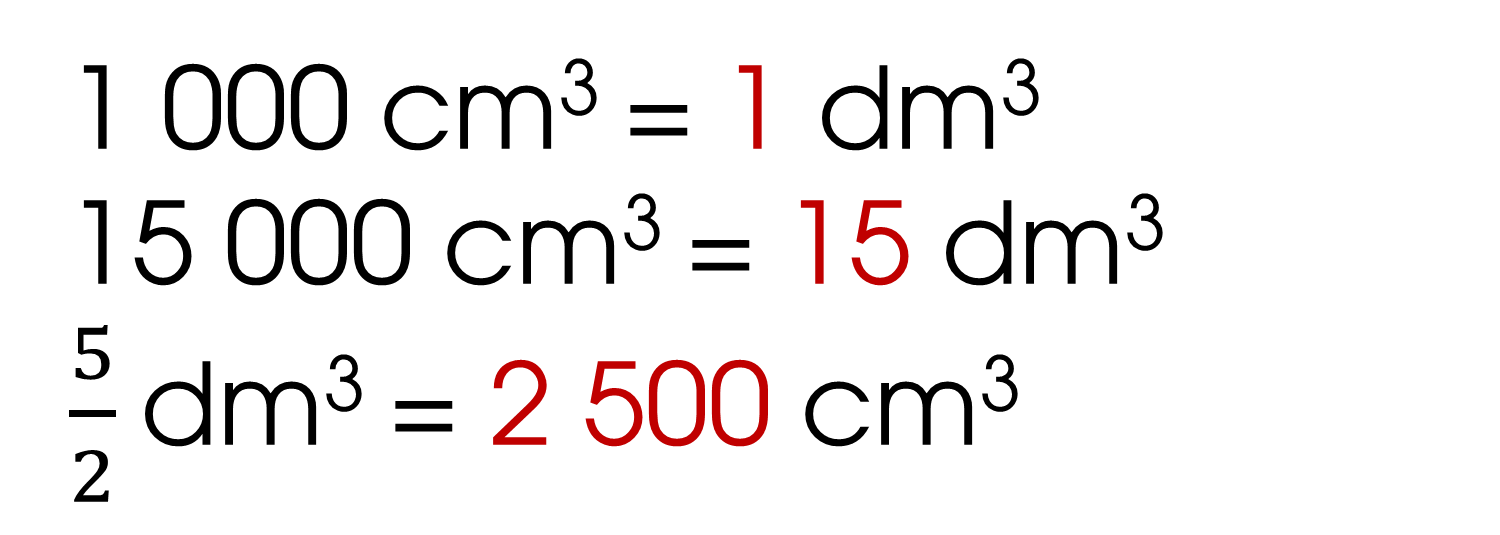 1 000 cm³ = 1 dm³
15 000 cm³ = 15 dm³
5/2 dm³ = 2 500 cm³